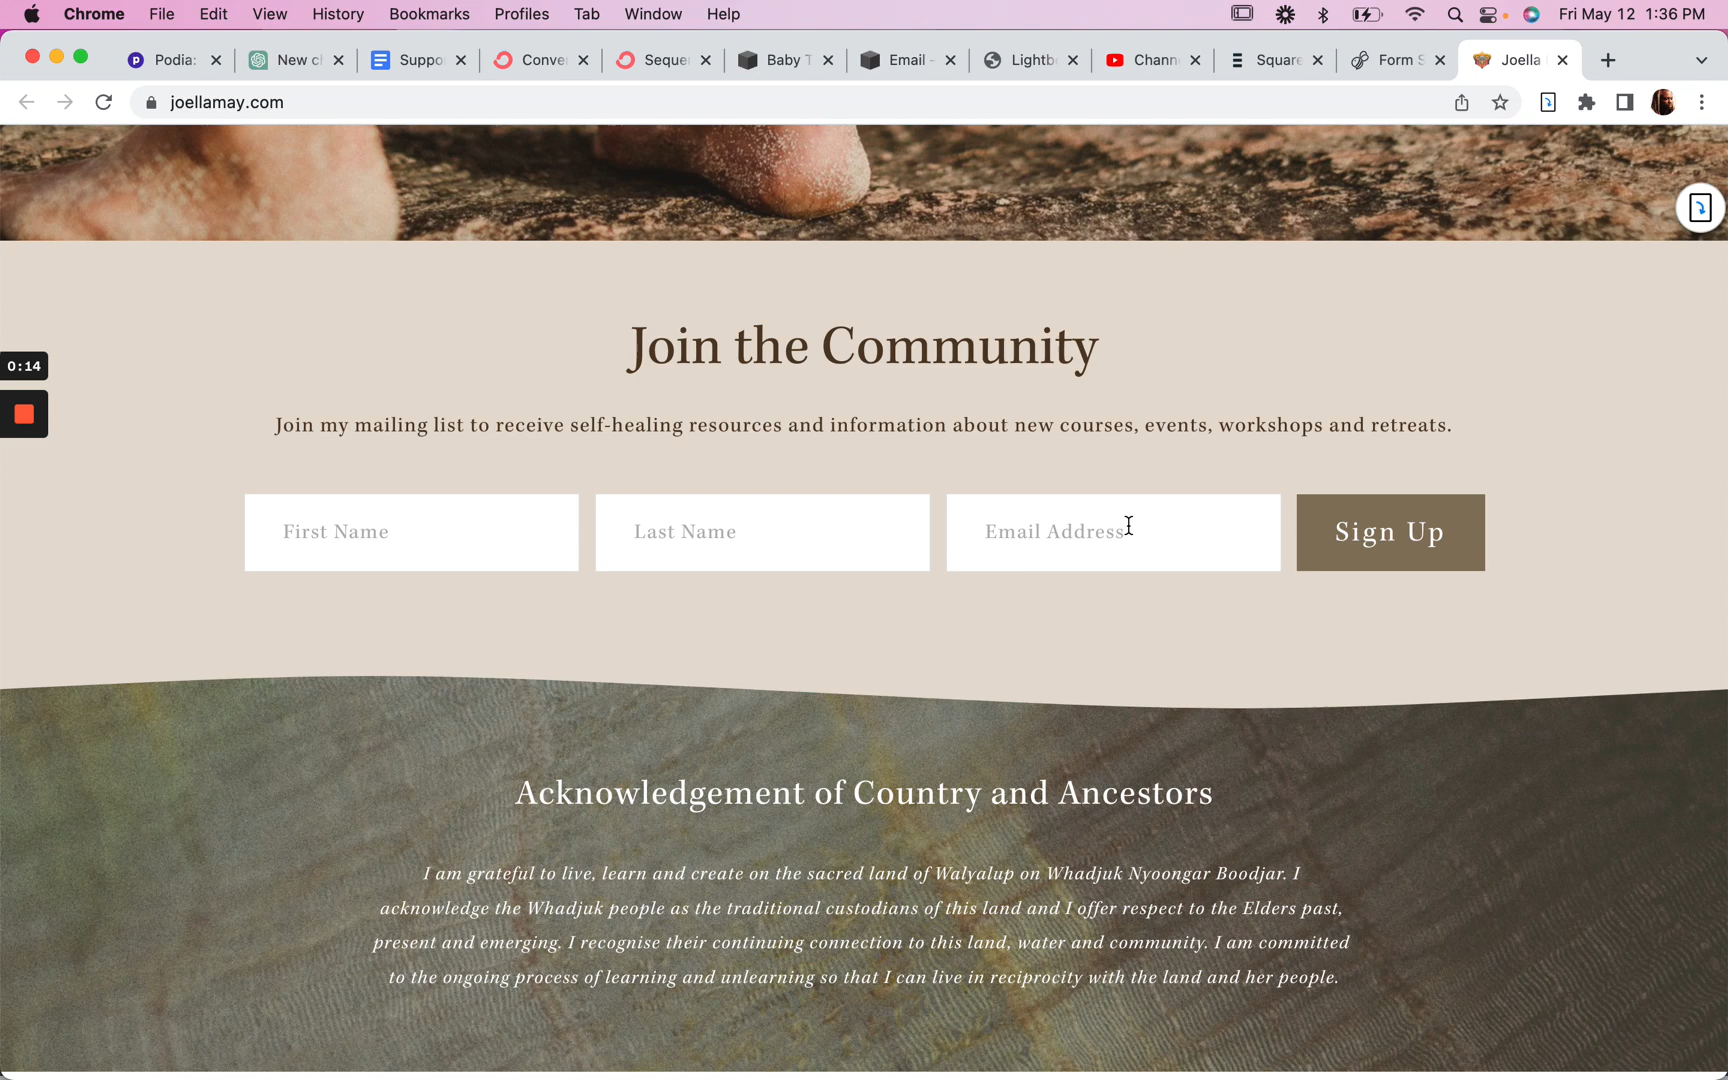 Chrome File Edit View History Bookmarks Profiles Tab Window Help Fri May 12 1:36 PM
Podia: New c Suppo Conve Seque Baby T Email - Lightb Chann Square Form S Joella
joellamay.com
Join the Community
0:14
Join my mailing list to receive self-healing resources and information about new courses, events, workshops and retreats.
First Name Last Name Email Address Sign Up
Acknowledgement of Country and Ancestors
I am grateful to live, learn and create on the sacred land of Walyalup on Whadjuk Nyoongar Boodjar. I
acknowledge the Whadjuk people as the traditional custodians of this land and I offer respect to the Elders past,
present and emerging. I recognise their continuing connection to this land, water and community. I am committed
to the ongoing process of learning and unlearning so that I can live in reciprocity with the land and her people.